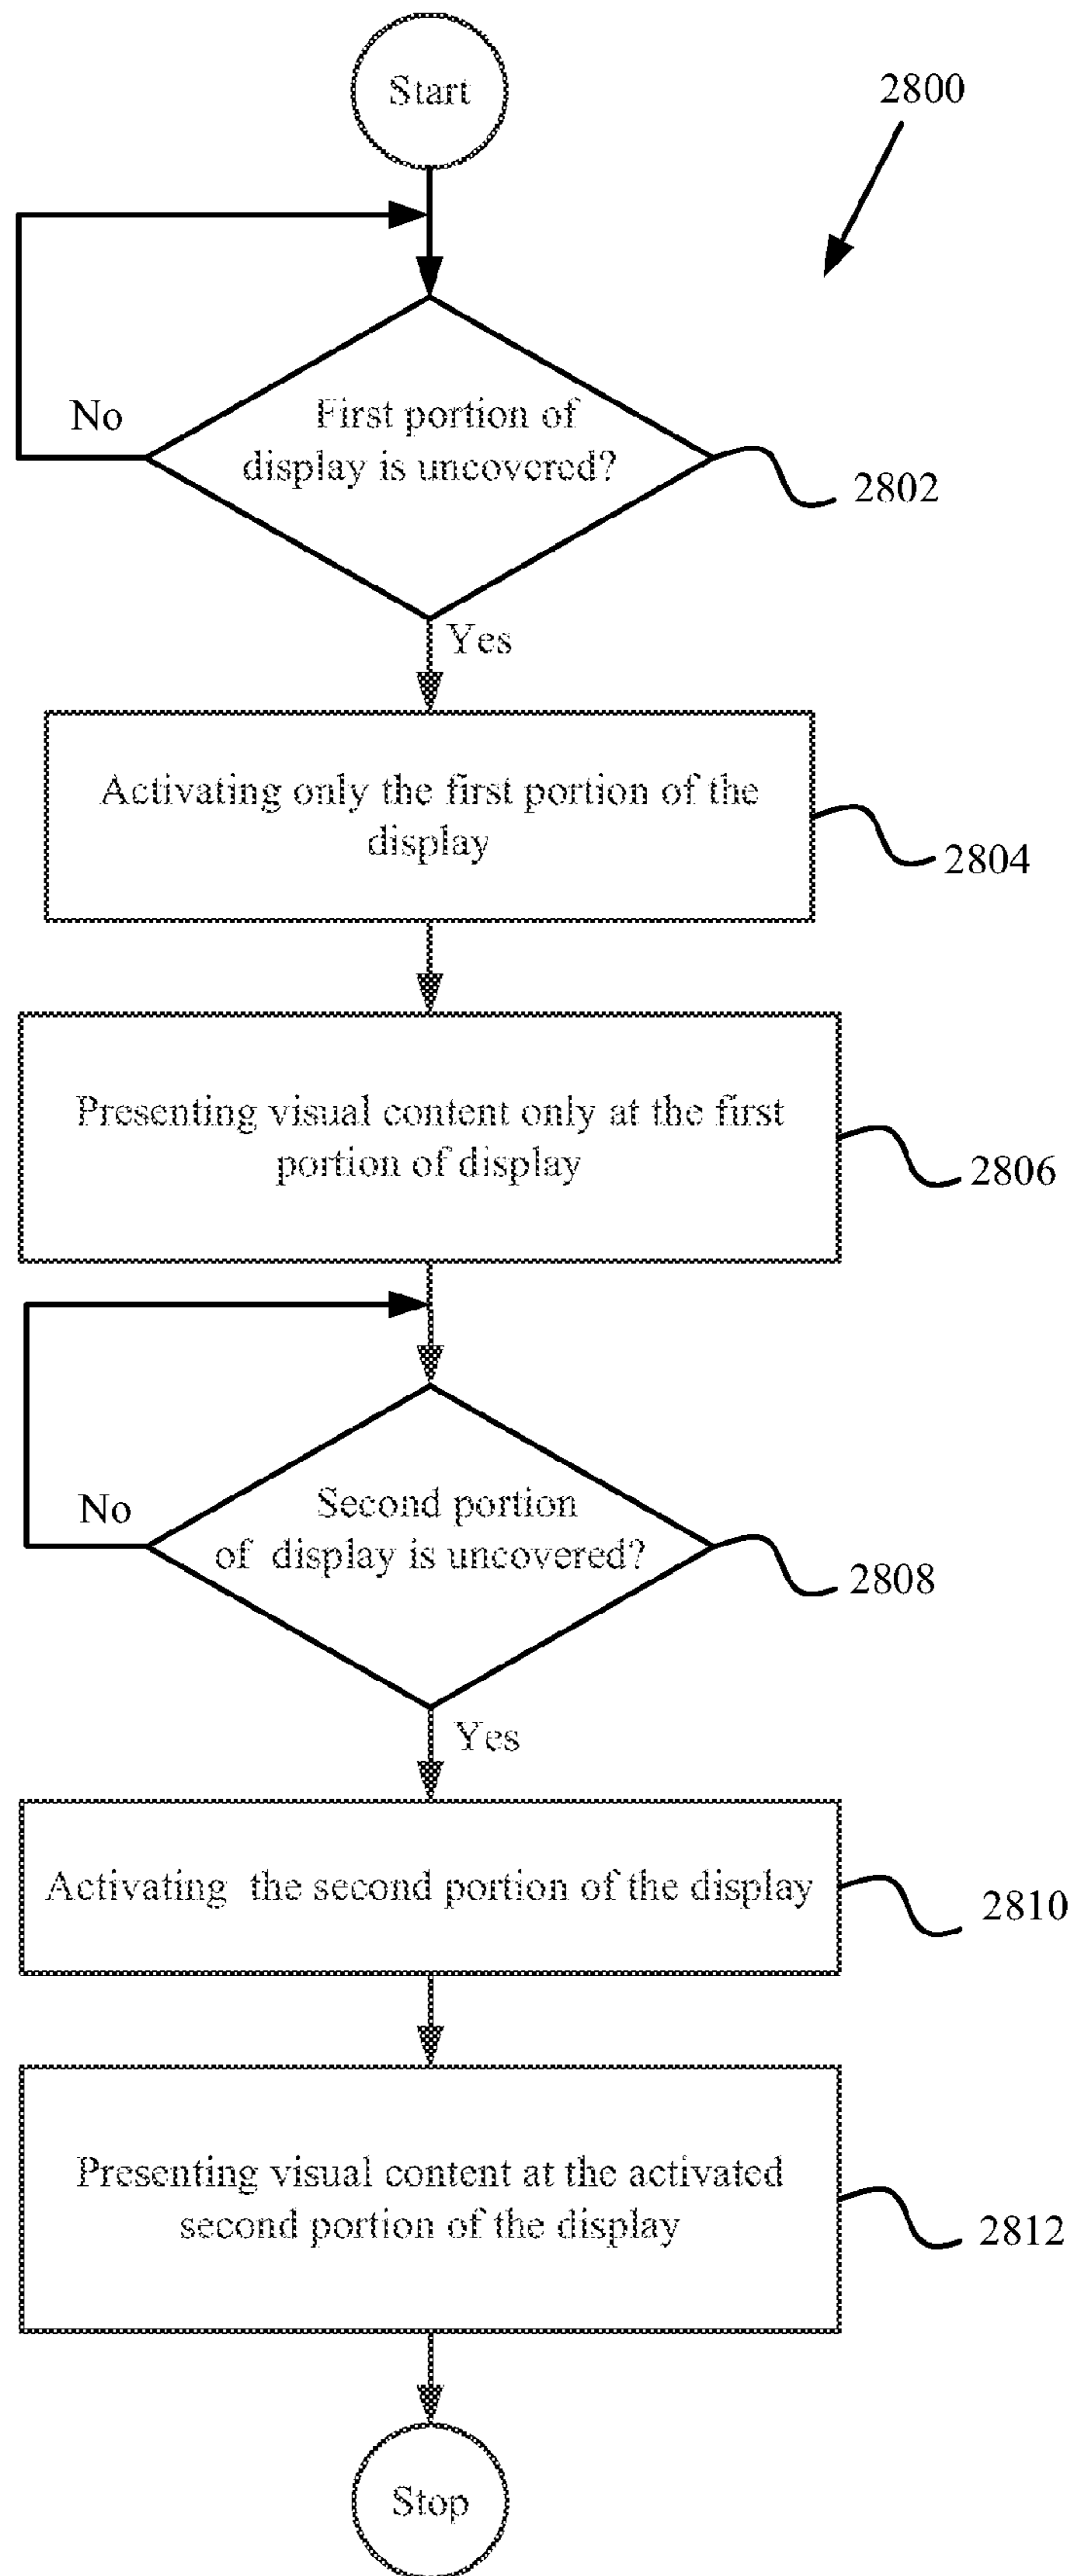 Start
2800
First portion of
display is uncovered?
No
2802
Yes
Activating only the first portion of the
display
2804
Presenting visual content only at the first
portion of display
2806
Second portion
of display is uncovered?
No
2808
Yes
Activating the second portion of the display
2810
Presenting visual content at the activated
second portion of the display
2812
Stop